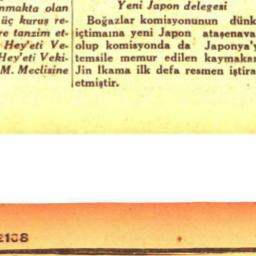 nmakta olan
üç kuruş re-
re tanzim et-
Hey'eti Ve-
Hey'eti Veki-
M. Meclisine
Yeni Japon delegesi
Boğazlar komisyonunun dünk
içtimaına yeni Japon ataşenava
olup komisyonda da Japonya'y
temsile memur edilen kaymakar
Jin Ikama ilk defa resmen iştira
etmiştir.
2138